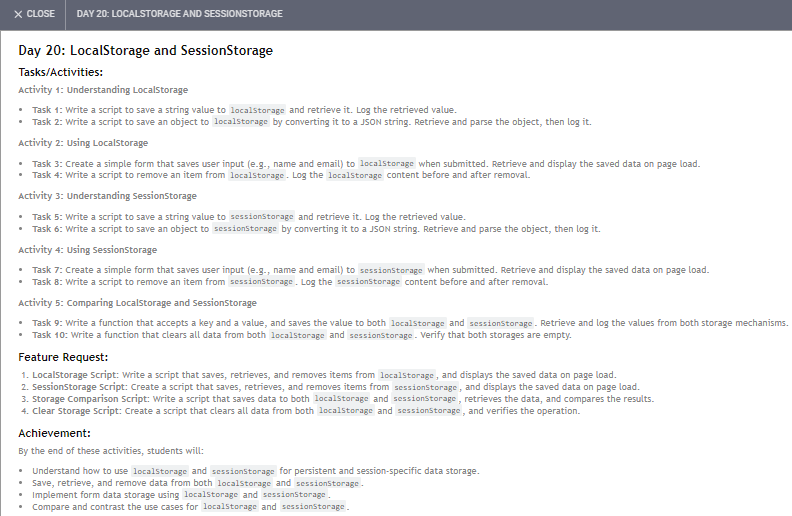 CLOSE
DAY 20: LOCALSTORAGE AND SESSIONSTORAGE
Day 20: LocalStorage and SessionStorage
Tasks/Activities:
Activity 1: Understanding LocalStorage
• Task 1: Write a script to save a string value to localStorage and retrieve it. Log the retrieved value.
• Task 2: Write a script to save an object to localStorage by converting it to a JSON string. Retrieve and parse the object, then log it.
Activity 2: Using LocalStorage
• Task 3: Create a simple form that saves user input (e.g., name and email) to localStorage when submitted. Retrieve and display the saved data on page load.
• Task 4: Write a script to remove an item from localStorage. Log the localStorage content before and after removal.
Activity 3: Understanding SessionStorage
• Task 5: Write a script to save a string value to sessionStorage and retrieve it. Log the retrieved value.
• Task 6: Write a script to save an object to sessionStorage by converting it to a JSON string. Retrieve and parse the object, then log it.
Activity 4: Using SessionStorage
• Task 7: Create a simple form that saves user input (e.g., name and email) to sessionStorage when submitted. Retrieve and display the saved data on page load.
• Task 8: Write a script to remove an item from sessionStorage. Log the sessionStorage content before and after removal.
Activity 5: Comparing LocalStorage and SessionStorage
• Task 9: Write a function that accepts a key and a value, and saves the value to both localStorage and sessionStorage. Retrieve and log the values from both storage mechanisms.
• Task 10: Write a function that clears all data from both localStorage and sessionStorage. Verify that both storages are empty.
Feature Request:
1. LocalStorage Script: Write a script that saves, retrieves, and removes items from localStorage, and displays the saved data on page load.
2. SessionStorage Script: Create a script that saves, retrieves, and removes items from sessionStorage, and displays the saved data on page load.
3. Storage Comparison Script: Write a script that saves data to both localStorage and sessionStorage, retrieves the data, and compares the results.
4. Clear Storage Script: Create a script that clears all data from both localStorage and sessionStorage, and verifies the operation.
Achievement:
By the end of these activities, students will:
• Understand how to use localStorage and sessionStorage for persistent and session-specific data storage.
• Save, retrieve, and remove data from both localStorage and sessionStorage.
• Implement form data storage using localStorage and sessionStorage.
• Compare and contrast the use cases for localStorage and sessionStorage.